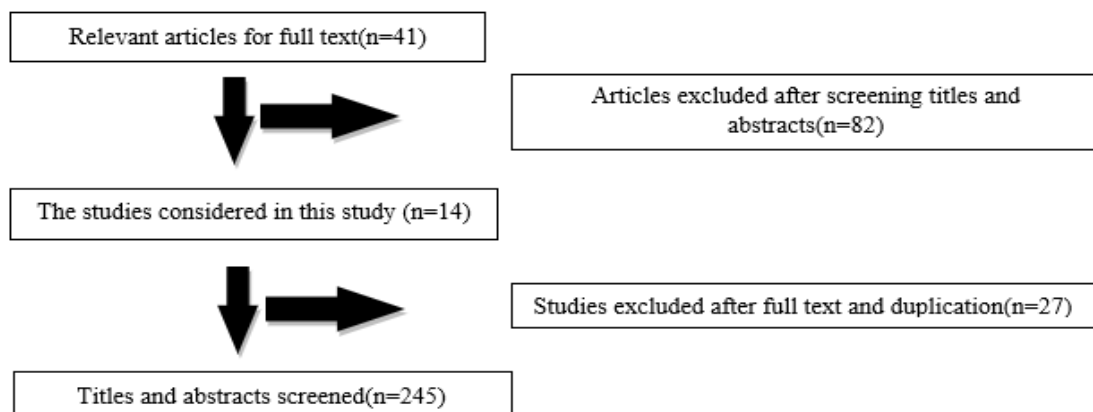 Relevant articles for full text(n=41)
Articles excluded after screening titles and
abstracts(n=82)
The studies considered in this study (n=14)
Studies excluded after full text and duplication(n=27)
Titles and abstracts screened(n=245)